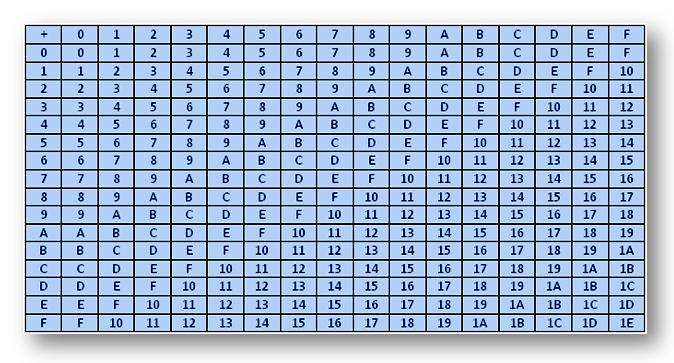 + 0 1 2 3 4 5 6 7 8 9 A B C D E F
0 0 1 2 3 4 5 6 7 8 9 A B C D E F
1 1 2 3 4 5 6 7 8 9 A B C D E F 10
2 2 3 4 5 6 7 8 9 A B C D E F 10 11
3 3 4 5 6 7 8 9 A B C D E F 10 11 12
4 4 5 6 7 8 9 A B C D E F 10 11 12 13
5 5 6 7 8 9 A B C D E F 10 11 12 13 14
6 6 7 8 9 A B C D E F 10 11 12 13 14 15
7 7 8 9 A B C D E F 10 11 12 13 14 15 16
8 8 9 A B C D E F 10 11 12 13 14 15 16 17
9 9 A B C D E F 10 11 12 13 14 15 16 17 18
A A B C D E F 10 11 12 13 14 15 16 17 18 19
B B C D E F 10 11 12 13 14 15 16 17 18 19 1A
C C D E F 10 11 12 13 14 15 16 17 18 19 1A 1B
D D E F 10 11 12 13 14 15 16 17 18 19 1A 1B 1C
E E F 10 11 12 13 14 15 16 17 18 19 1A 1B 1C 1D
F F 10 11 12 13 14 15 16 17 18 19 1A 1B 1C 1D 1E